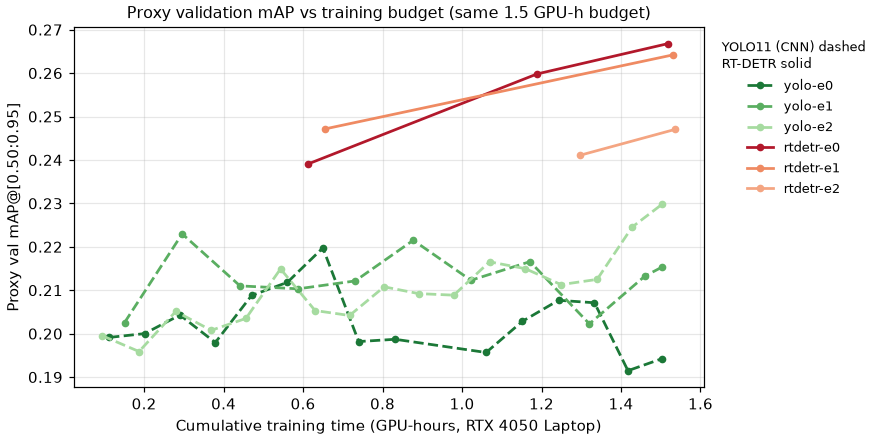 Proxy validation mAP vs training budget (same 1.5 GPU-h budget)
0.27
0.26
0.25
0.24
0.23
0.22
0.21
0.20
0.19
Proxy val mAP@[0.50:0.95]
0.2 0.4 0.6 0.8 1.0 1.2 1.4 1.6
Cumulative training time (GPU-hours, RTX 4050 Laptop)
YOLO11 (CNN) dashed
RT-DETR solid
yolo-e0
yolo-e1
yolo-e2
rtdetr-e0
rtdetr-e1
rtdetr-e2